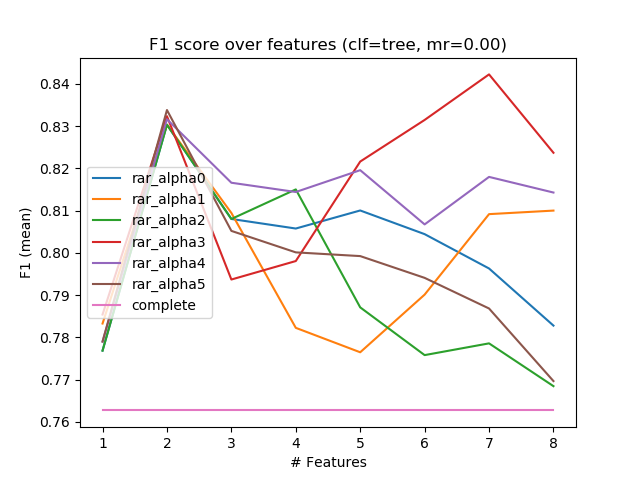 F1 score over features (clf=tree, mr=0.00)
0.84
0.83
0.82
0.81
0.80
0.79
0.78
0.77
0.76
F1 (mean)
rar_alpha0
rar_alpha1
rar_alpha2
rar_alpha3
rar_alpha4
rar_alpha5
complete
1 2 3 4 5 6 7 8
# Features